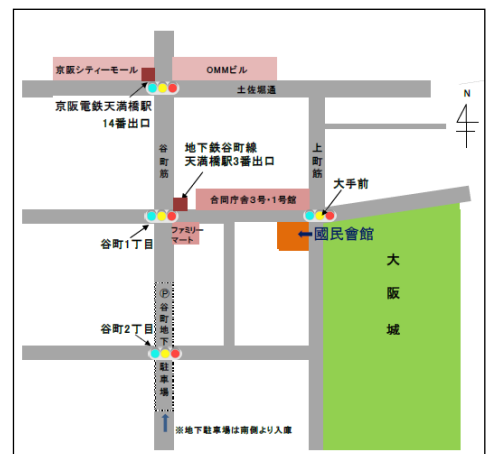 京阪シティーモール
OMMビル
土佐堀通
N
京阪電鉄天満橋駅
14番出口
谷町筋
地下鉄谷町線
天満橋駅3番出口
上町筋
大手前
合同庁舎3号・1号館
谷町1丁目
ファミリー
マート
←國民會館
大阪城
Ⓟ谷町地下駐車場
谷町2丁目
※地下駐車場は南側より入庫